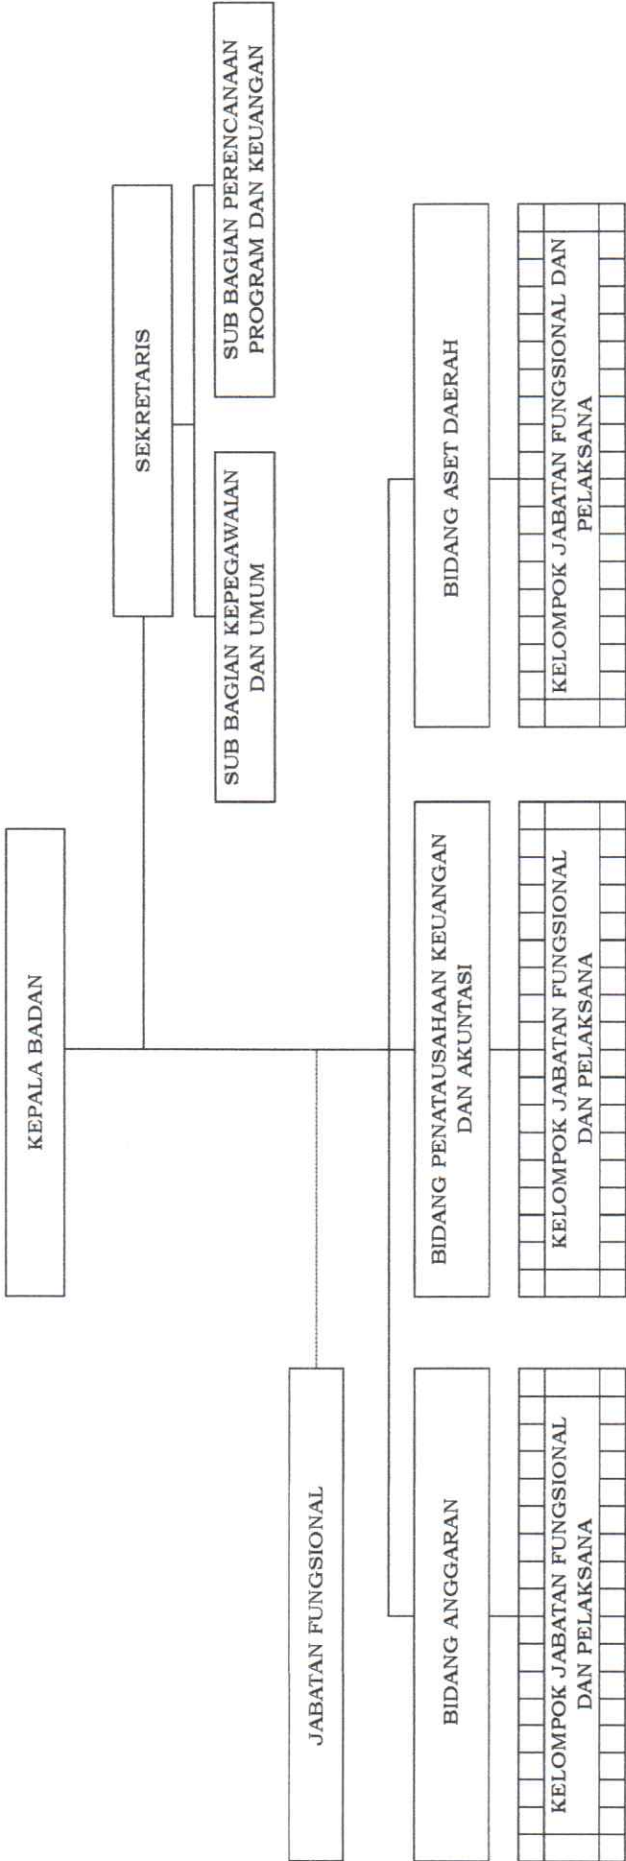 KEPALA BADAN
SEKRETARIS
SUB BAGIAN KEPEGAWAIAN
DAN UMUM
SUB BAGIAN PERENCANAAN
PROGRAM DAN KEUANGAN
JABATAN FUNGSIONAL
BIDANG ANGGARAN
BIDANG PENATAUSAHAAN KEUANGAN
DAN AKUNTASI
BIDANG ASET DAERAH
KELOMPOK JABATAN FUNGSIONAL
DAN PELAKSANA
KELOMPOK JABATAN FUNGSIONAL
DAN PELAKSANA
KELOMPOK JABATAN FUNGSIONAL DAN
PELAKSANA